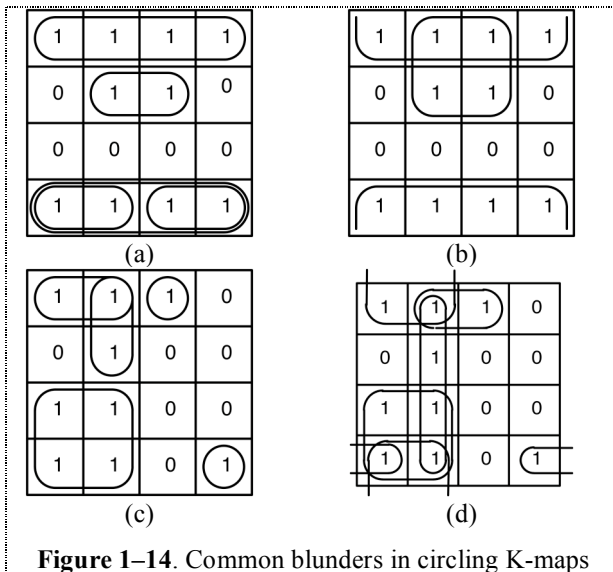 1 1 1 1 1 1 1 1
0 1 1 0 0 1 1 0
0 0 0 0 0 0 0 0
1 1 1 1 1 1 1 1
(a) (b)
1 1 1 0 1 1 1 0
0 1 0 0 0 1 0 0
1 1 0 0 1 1 0 0
1 1 0 1 1 1 0 1
(c) (d)
Figure 1–14. Common blunders in circling K-maps